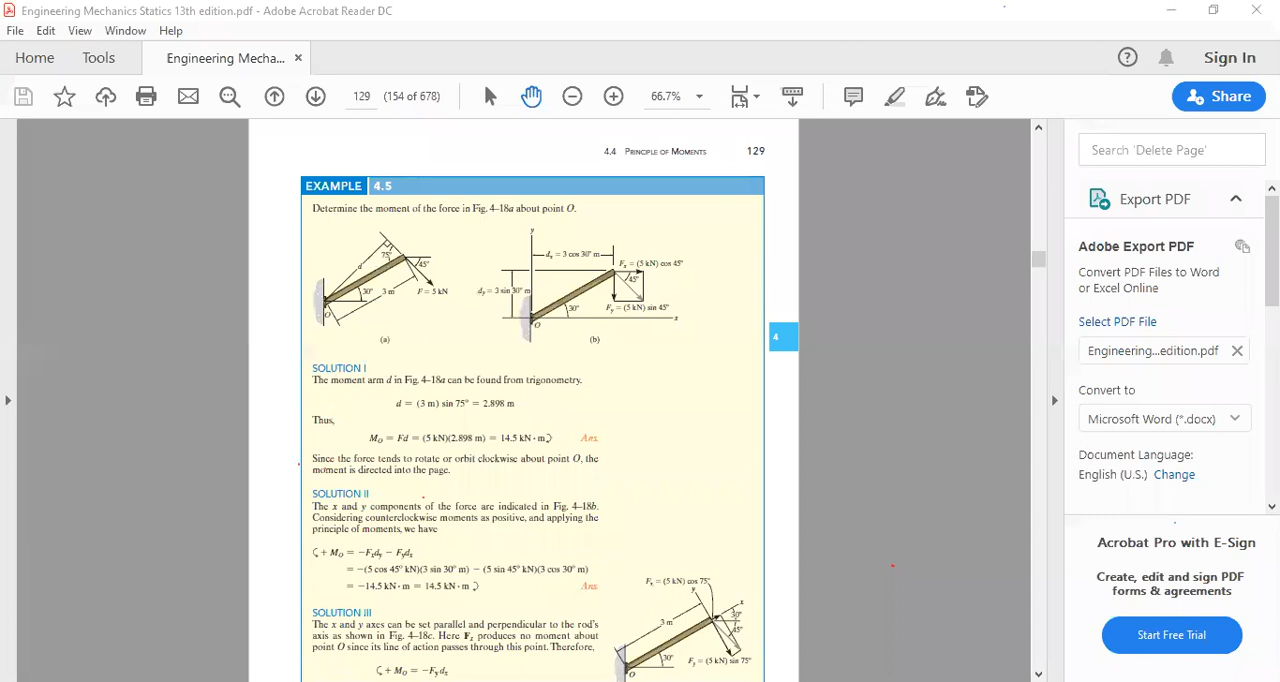 Engineering Mechanics Statics 13th edition.pdf - Adobe Acrobat Reader DC
File Edit View Window Help
Home Tools Engineering Mecha... × Sign In
129 (154 of 678) 66.7% Share
4.4 PRINCIPLE OF MOMENTS 129
EXAMPLE 4.5
Determine the moment of the force in Fig. 4–18a about point O.
75°
d
45°
30° 3 m F = 5 kN
O
(a)
y
dₓ = 3 cos 30° m
Fₓ = (5 kN) cos 45°
45°
d_y = 3 sin 30° m
30° F_y = (5 kN) sin 45°
x
O
(b)
4
SOLUTION I
The moment arm d in Fig. 4–18a can be found from trigonometry.
d = (3 m) sin 75° = 2.898 m
Thus,
M_O = Fd = (5 kN)(2.898 m) = 14.5 kN · m⤸ Ans.
Since the force tends to rotate or orbit clockwise about point O, the
moment is directed into the page.
SOLUTION II
The x and y components of the force are indicated in Fig. 4–18b.
Considering counterclockwise moments as positive, and applying the
principle of moments, we have
⤹+ M_O = −Fₓd_y − F_ydₓ
= −(5 cos 45° kN)(3 sin 30° m) − (5 sin 45° kN)(3 cos 30° m)
= −14.5 kN · m = 14.5 kN · m⤸ Ans.
SOLUTION III
The x and y axes can be set parallel and perpendicular to the rod's
axis as shown in Fig. 4–18c. Here Fₓ produces no moment about
point O since its line of action passes through this point. Therefore,
⤹+ M_O = −F_ydₓ
Fₓ = (5 kN) cos 75°
y
x
3 m
30°
45°
30° F_y = (5 kN) sin 75°
O
Search 'Delete Page'
Export PDF
Adobe Export PDF
Convert PDF Files to Word
or Excel Online
Select PDF File
Engineering...edition.pdf ×
Convert to
Microsoft Word (*.docx)
Document Language:
English (U.S.) Change
Acrobat Pro with E-Sign
Create, edit and sign PDF
forms & agreements
Start Free Trial